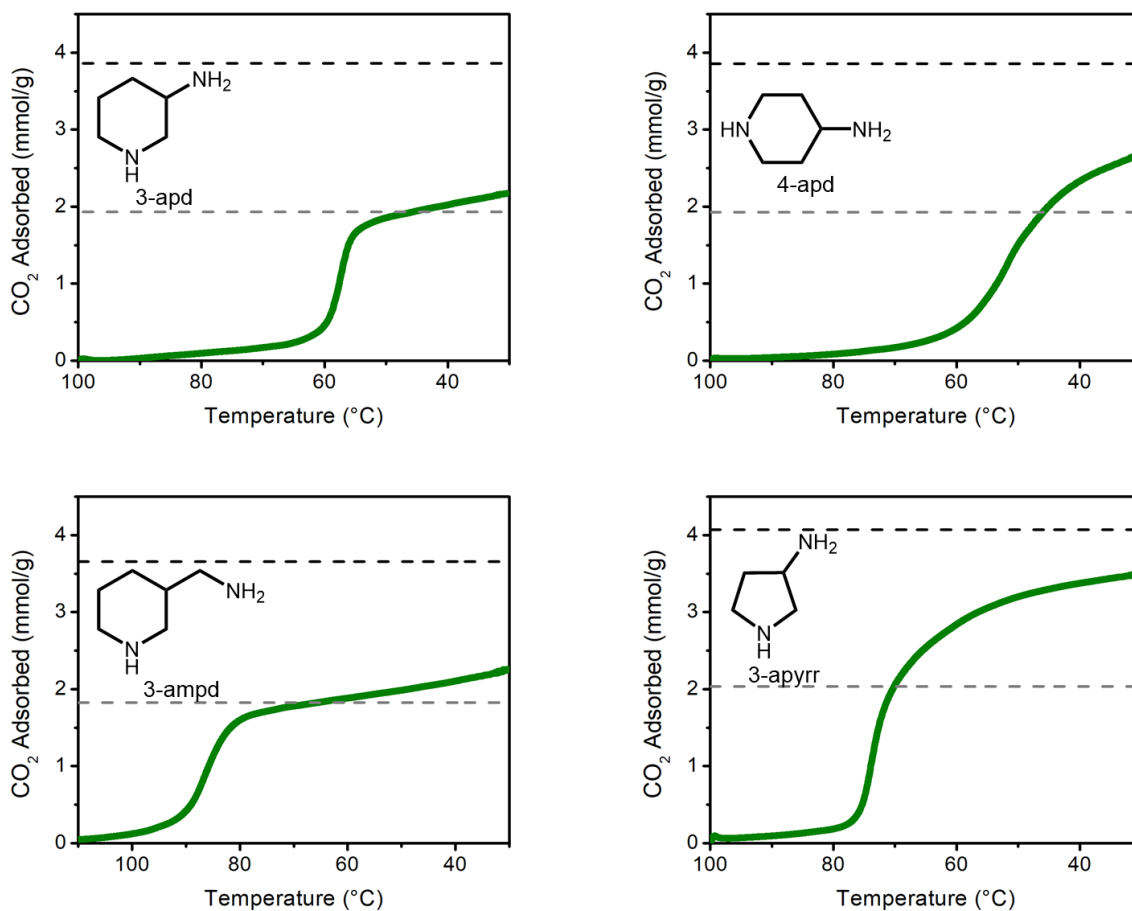 CO2 Adsorbed (mmol/g)
4
3
2
1
0
NH2
N
H
3-apd
100
80
60
40
Temperature (°C)
CO2 Adsorbed (mmol/g)
4
3
2
1
0
HN
NH2
4-apd
100
80
60
40
Temperature (°C)
CO2 Adsorbed (mmol/g)
4
3
2
1
0
NH2
N
H
3-ampd
100
80
60
40
Temperature (°C)
CO2 Adsorbed (mmol/g)
4
3
2
1
0
NH2
N
H
3-apyrr
100
80
60
40
Temperature (°C)